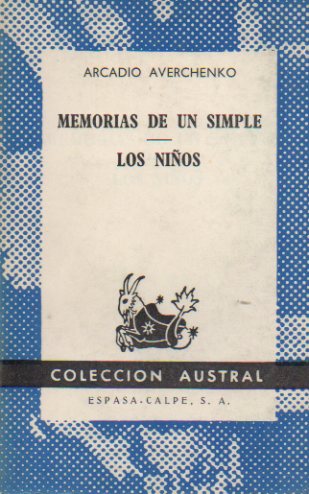 ARCADIO AVERCHENKO
MEMORIAS DE UN SIMPLE
LOS NIÑOS
COLECCION AUSTRAL
ESPASA-CALPE, S. A.